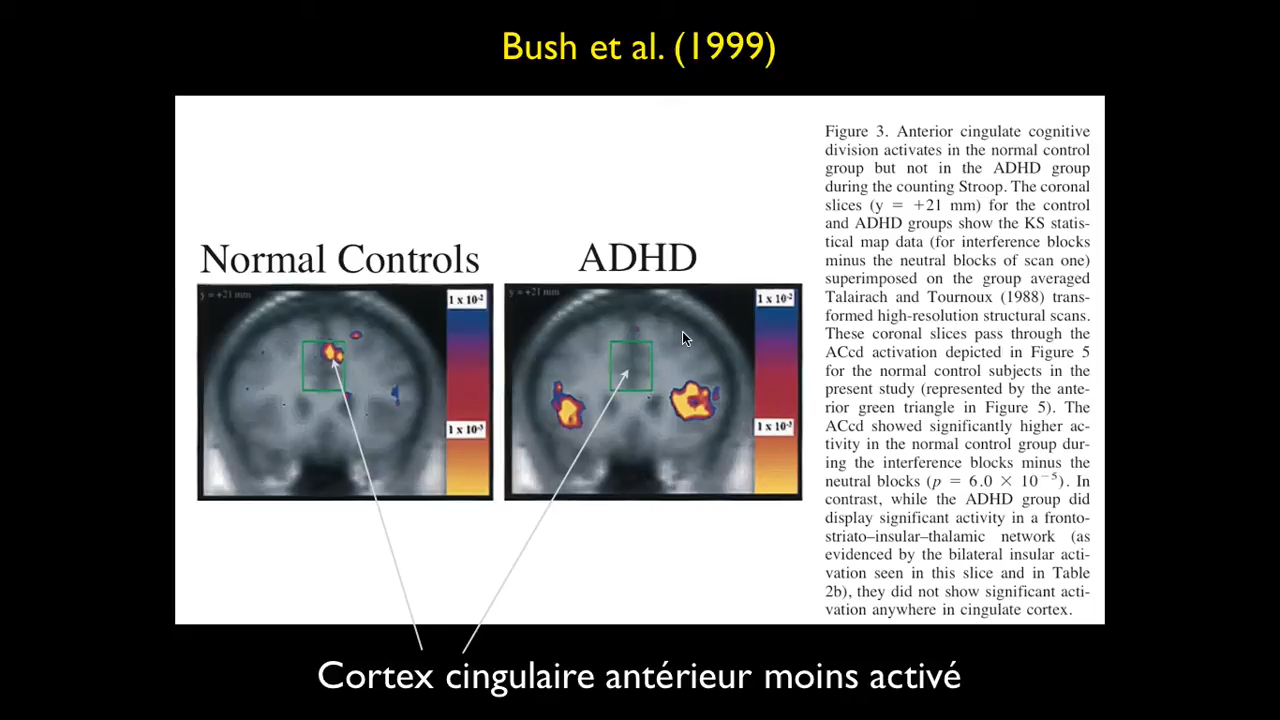 Bush et al. (1999)
Normal Controls
ADHD
y = +21 mm
1 x 10⁻²
1 x 10⁻³
y = +21 mm
1 x 10⁻²
1 x 10⁻³
Figure 3. Anterior cingulate cognitive
division activates in the normal control
group but not in the ADHD group
during the counting Stroop. The coronal
slices (y = +21 mm) for the control
and ADHD groups show the KS statis-
tical map data (for interference blocks
minus the neutral blocks of scan one)
superimposed on the group averaged
Talairach and Tournoux (1988) trans-
formed high-resolution structural scans.
These coronal slices pass through the
ACcd activation depicted in Figure 5
for the normal control subjects in the
present study (represented by the ante-
rior green triangle in Figure 5). The
ACcd showed significantly higher ac-
tivity in the normal control group dur-
ing the interference blocks minus the
neutral blocks (p = 6.0 × 10⁻⁵). In
contrast, while the ADHD group did
display significant activity in a fronto-
striato–insular–thalamic network (as
evidenced by the bilateral insular acti-
vation seen in this slice and in Table
2b), they did not show significant acti-
vation anywhere in cingulate cortex.
Cortex cingulaire antérieur moins activé